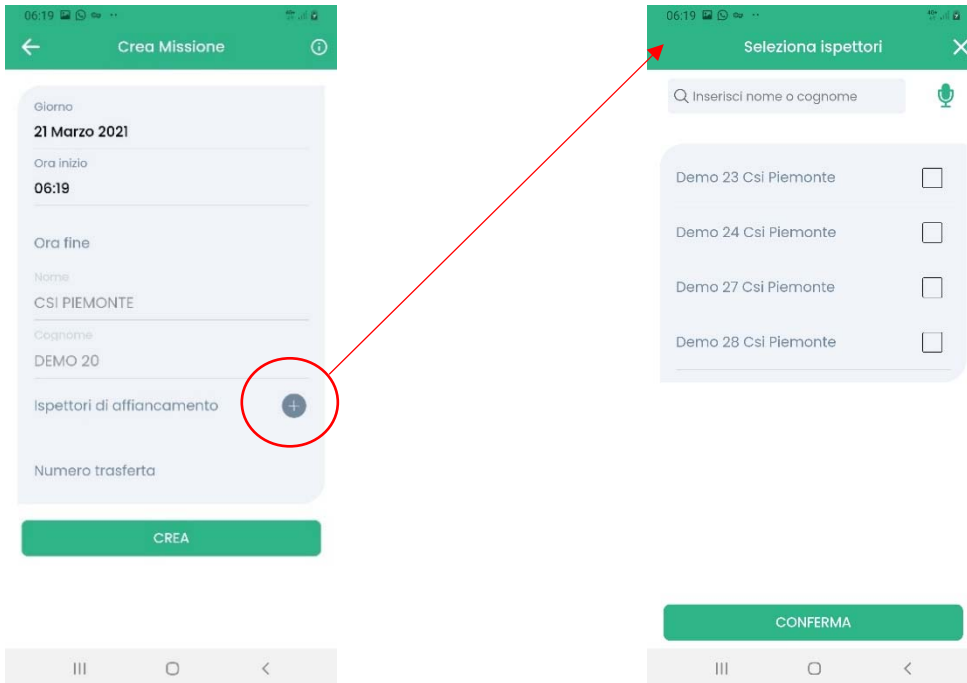 06:19
Crea Missione
Giorno
21 Marzo 2021
Ora inizio
06:19
Ora fine
Nome
CSI PIEMONTE
Cognome
DEMO 20
Ispettori di affiancamento
Numero trasferta
CREA
06:19
Seleziona ispettori
Inserisci nome o cognome
Demo 23 Csi Piemonte
Demo 24 Csi Piemonte
Demo 27 Csi Piemonte
Demo 28 Csi Piemonte
CONFERMA